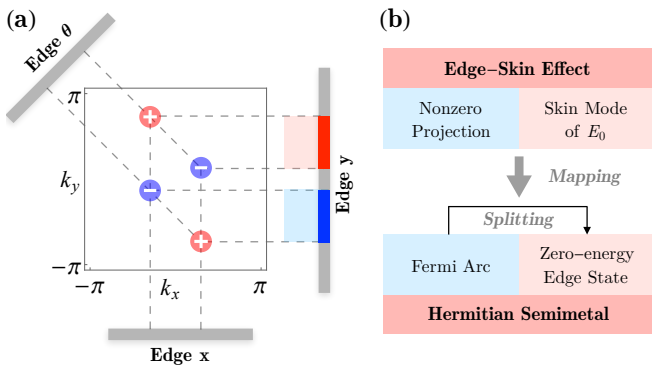 (a)
Edge θ
π
+
−
k_y
−
+
−π
−π
k_x
π
Edge y
Edge x
(b)
Edge–Skin Effect
Nonzero
Projection
Skin Mode
of E₀
Mapping
Splitting
Fermi Arc
Zero-energy
Edge State
Hermitian Semimetal